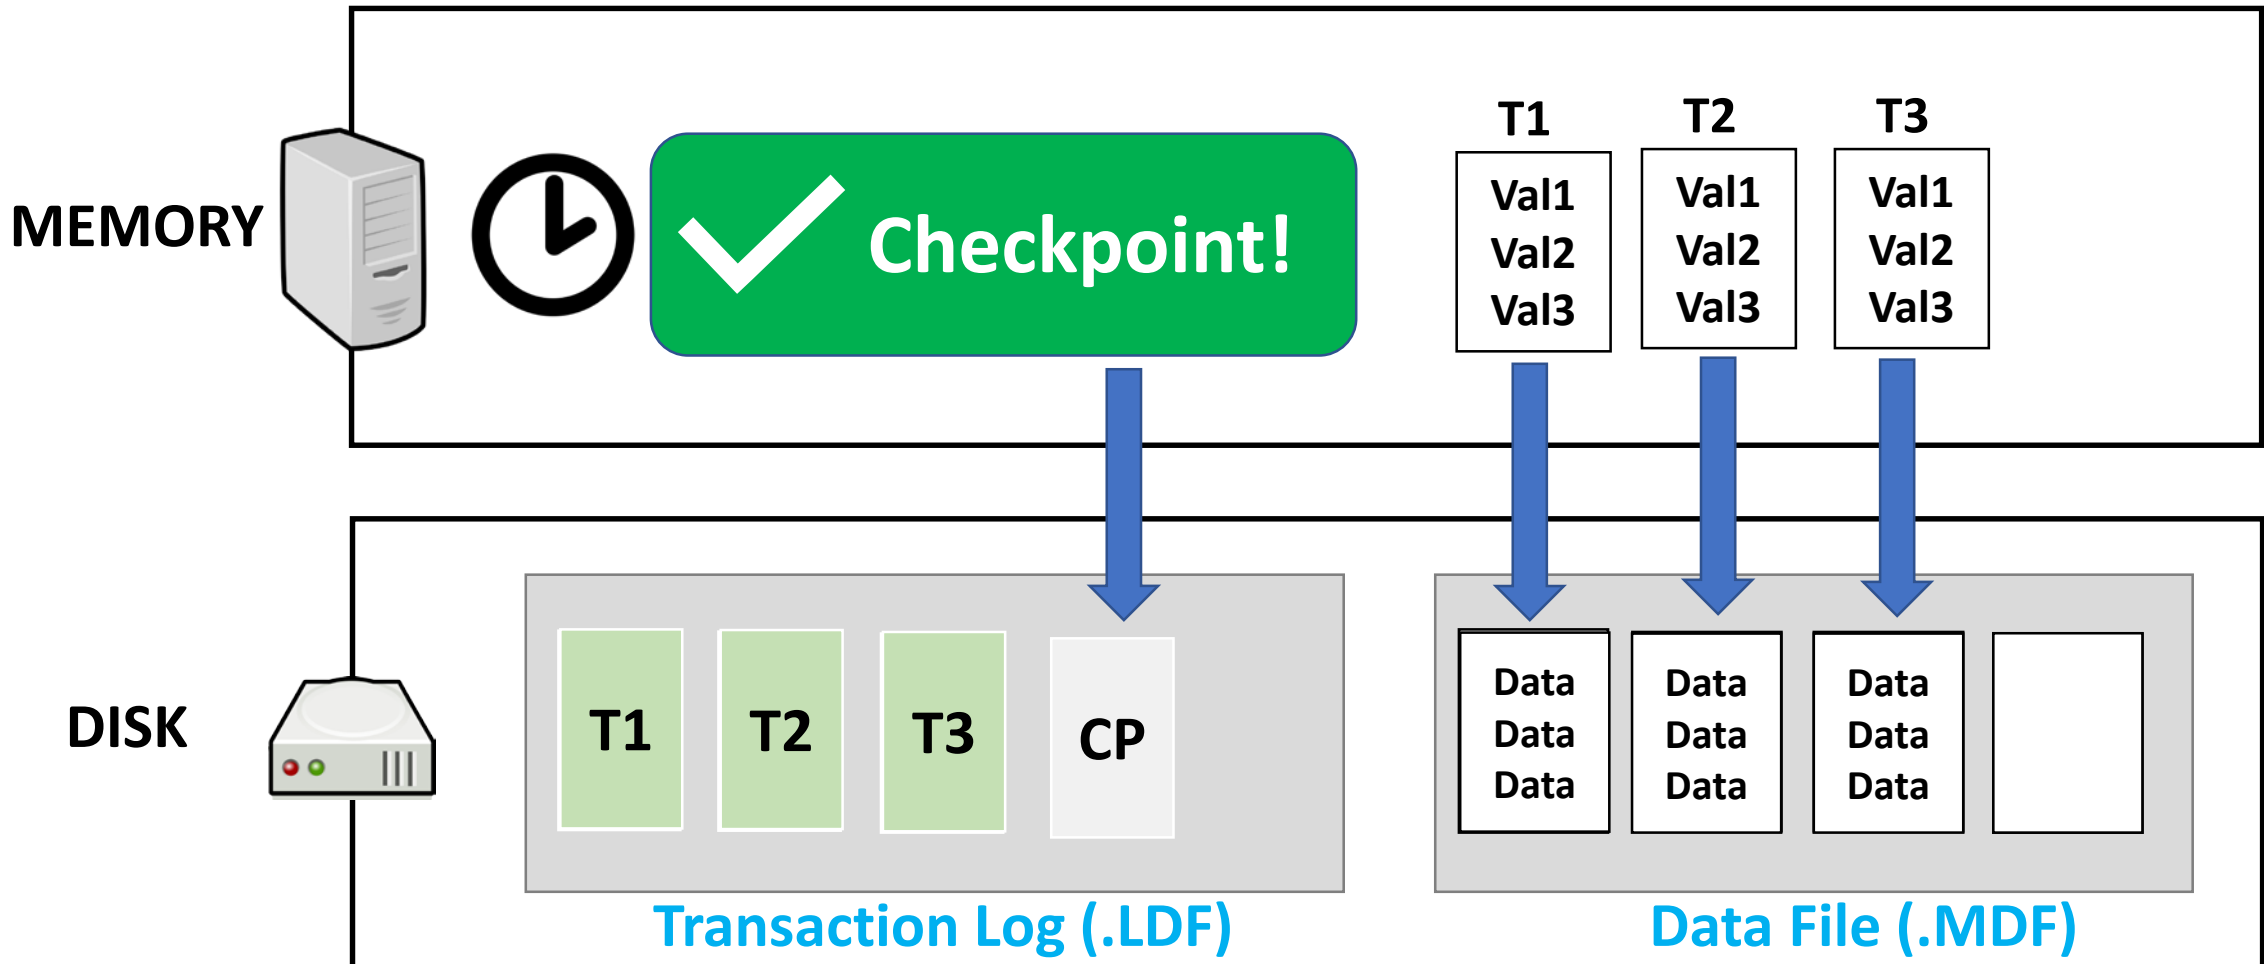 MEMORY
Checkpoint!
T1
Val1
Val2
Val3
T2
Val1
Val2
Val3
T3
Val1
Val2
Val3
DISK
T1
T2
T3
CP
Transaction Log (.LDF)
Data
Data
Data
Data
Data
Data
Data
Data
Data
Data File (.MDF)